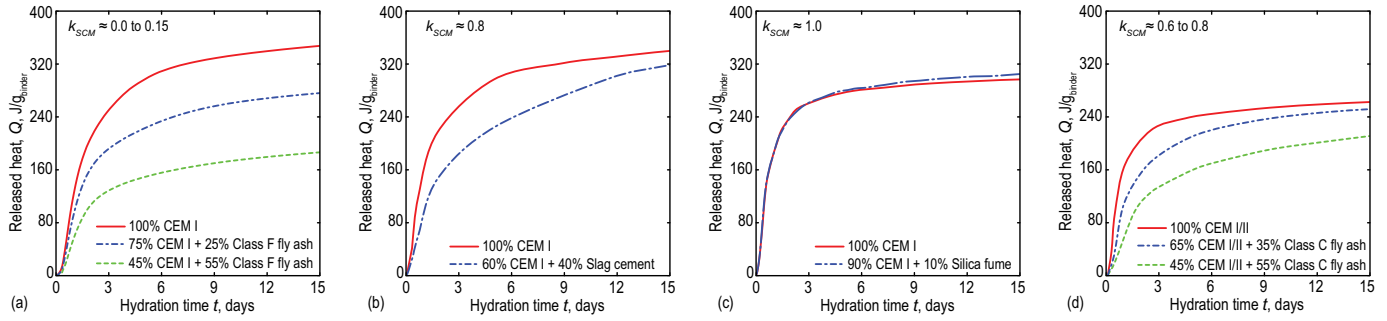 400
320
240
160
80
0
Released heat, Q, J/g_binder
k_SCM ≈ 0.0 to 0.15
100% CEM I
75% CEM I + 25% Class F fly ash
45% CEM I + 55% Class F fly ash
0 3 6 9 12 15
(a) Hydration time t, days
400
320
240
160
80
0
Released heat, Q, J/g_binder
k_SCM ≈ 0.8
100% CEM I
60% CEM I + 40% Slag cement
0 3 6 9 12 15
(b) Hydration time t, days
400
320
240
160
80
0
Released heat, Q, J/g_binder
k_SCM ≈ 1.0
100% CEM I
90% CEM I + 10% Silica fume
0 3 6 9 12 15
(c) Hydration time t, days
400
320
240
160
80
0
Released heat, Q, J/g_binder
k_SCM ≈ 0.6 to 0.8
100% CEM I/II
65% CEM I/II + 35% Class C fly ash
45% CEM I/II + 55% Class C fly ash
0 3 6 9 12 15
(d) Hydration time t, days